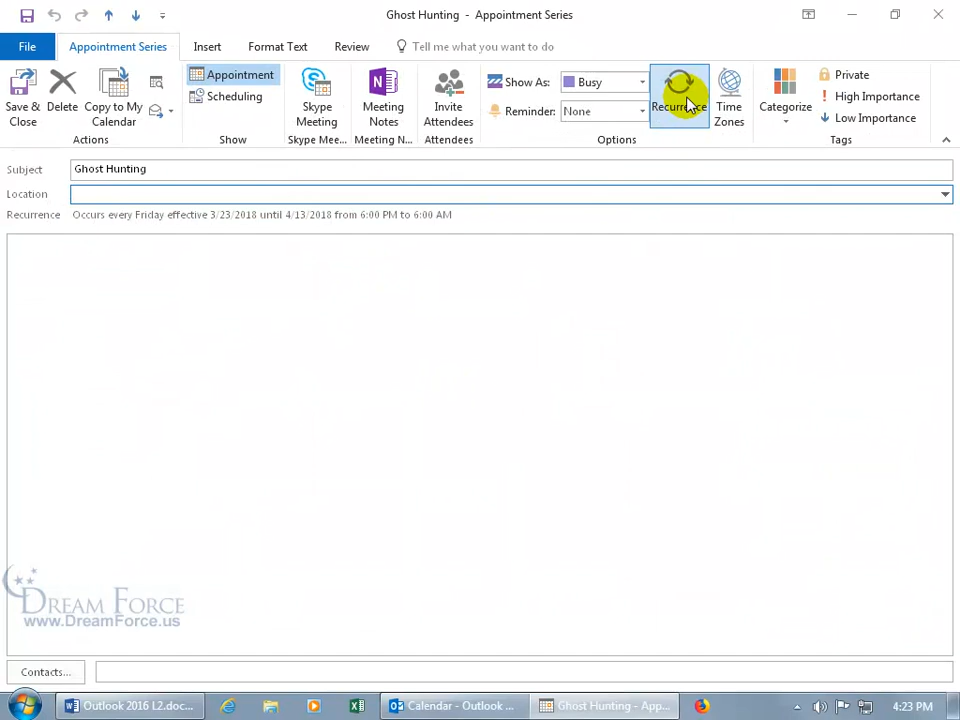 Ghost Hunting - Appointment Series
File
Appointment Series
Insert
Format Text
Review
Tell me what you want to do
Save &
Close
Delete
Copy to My
Calendar
Actions
Appointment
Scheduling
Show
Skype
Meeting
Skype Mee...
Meeting
Notes
Meeting N...
Invite
Attendees
Attendees
Show As:
Busy
Reminder:
None
Recurrence
Time
Zones
Options
Categorize
Private
High Importance
Low Importance
Tags
Subject
Ghost Hunting
Location
Recurrence
Occurs every Friday effective 3/23/2018 until 4/13/2018 from 6:00 PM to 6:00 AM
DREAM FORCE
www.DreamForce.us
Contacts...
Outlook 2016 L2.doc...
Calendar - Outlook ...
Ghost Hunting - App...
4:23 PM